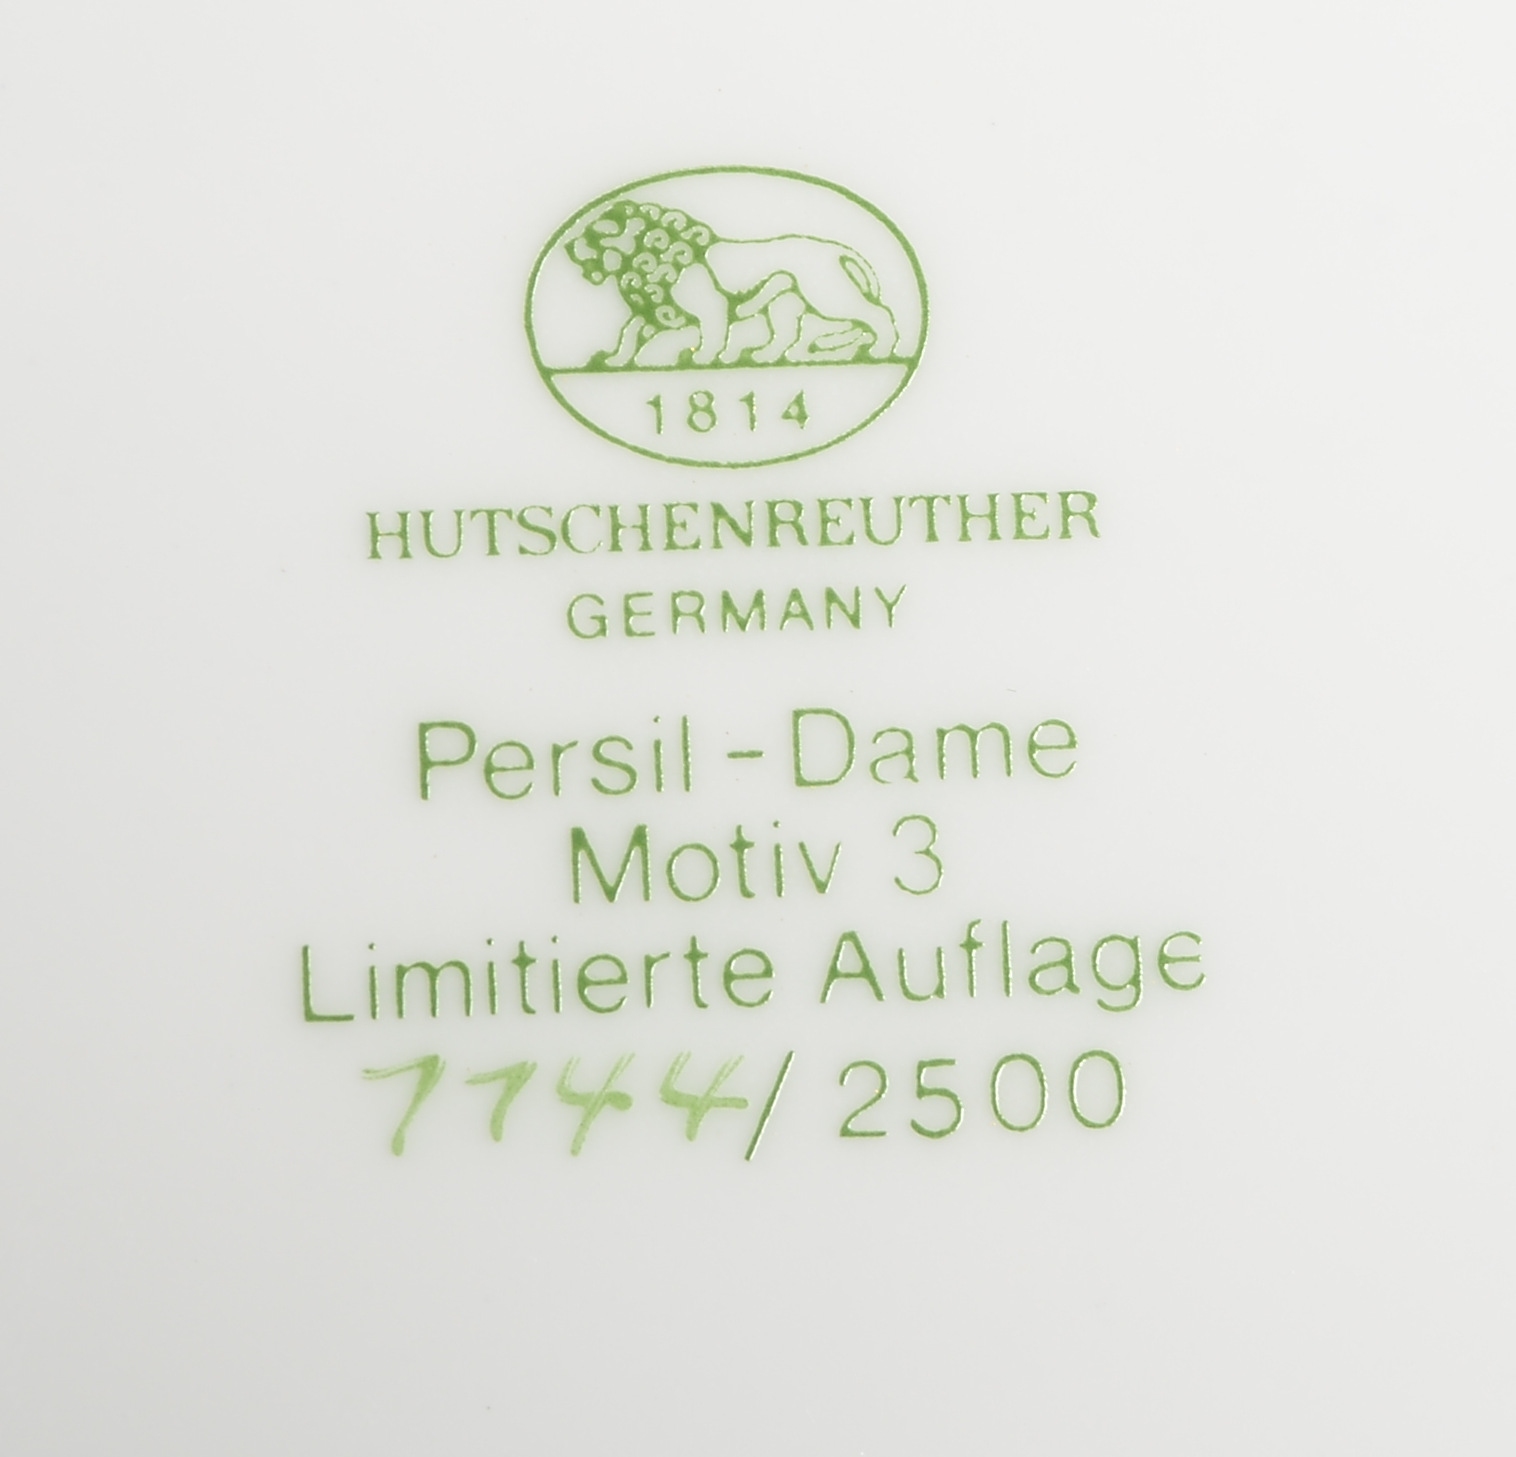 1814
HUTSCHENREUTHER
GERMANY
Persil - Dame
Motiv 3
Limitierte Auflage
1144/ 2500